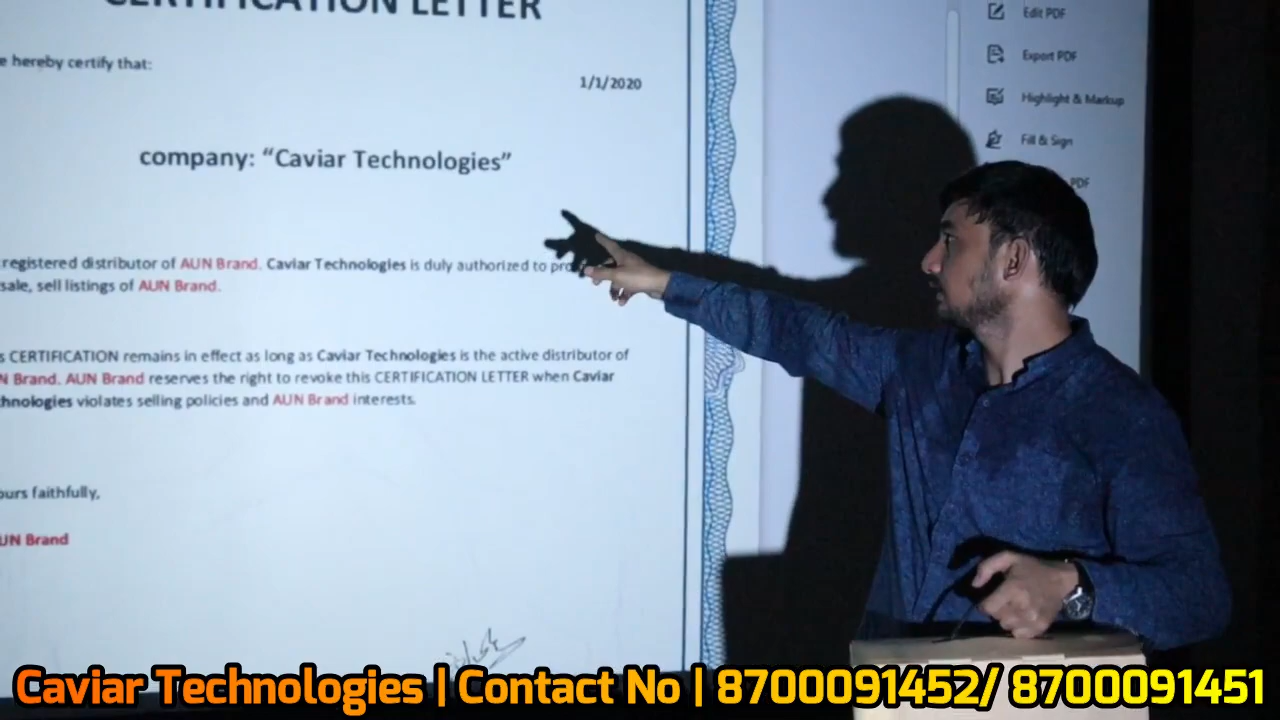 CERTIFICATION LETTER
e hereby certify that:
1/1/2020
company: “Caviar Technologies”
registered distributor of AUN Brand. Caviar Technologies is duly authorized to
sale, sell listings of AUN Brand.
s CERTIFICATION remains in effect as long as Caviar Technologies is the active distributor of
N Brand. AUN Brand reserves the right to revoke this CERTIFICATION LETTER when Caviar
hnologies violates selling policies and AUN Brand interests.
ours faithfully,
UN Brand
Edit PDF
Export PDF
Highlight & Markup
Fill & Sign
PDF
Caviar Technologies | Contact No | 8700091452/ 8700091451